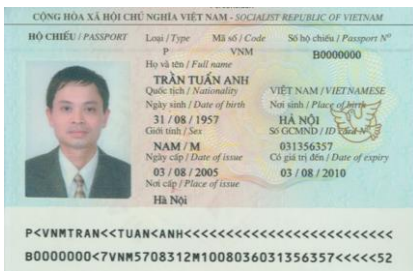 CỘNG HÒA XÃ HỘI CHỦ NGHĨA VIỆT NAM - SOCIALIST REPUBLIC OF VIETNAM
HỘ CHIẾU / PASSPORT Loại / Type Mã số / Code Số hộ chiếu / Passport Nº
P VNM B0000000
Họ và tên / Full name
TRẦN TUẤN ANH
Quốc tịch / Nationality VIỆT NAM / VIETNAMESE
Ngày sinh / Date of birth Nơi sinh / Place of birth
31 / 08 / 1957 HÀ NỘI
Giới tính / Sex Số GCMND / ID card Nº
NAM / M 031356357
Ngày cấp / Date of issue Có giá trị đến / Date of expiry
03 / 08 / 2005 03 / 08 / 2010
Nơi cấp / Place of issue
Hà Nội
P<VNMTRAN<<TUAN<ANH<<<<<<<<<<<<<<<<<<<<<<<<<
B0000000<7VNM5708312M1008036031356357<<<<<52